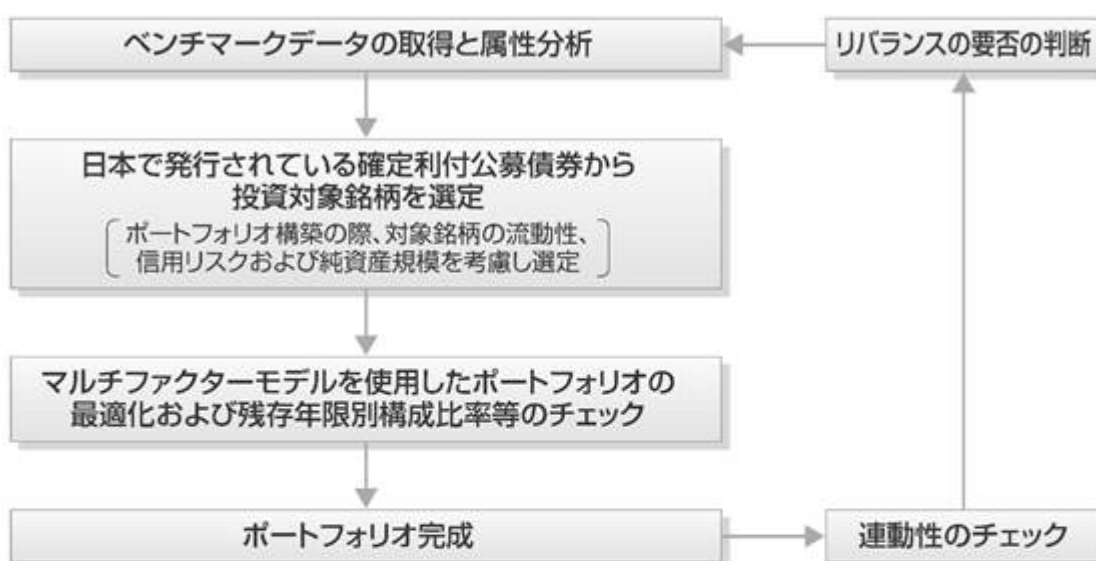 ベンチマークデータの取得と属性分析
リバランスの要否の判断
日本で発行されている確定利付公募債券から
投資対象銘柄を選定
ポートフォリオ構築の際、対象銘柄の流動性、
信用リスクおよび純資産規模を考慮し選定
マルチファクターモデルを使用したポートフォリオの
最適化および残存年限別構成比率等のチェック
ポートフォリオ完成
連動性のチェック